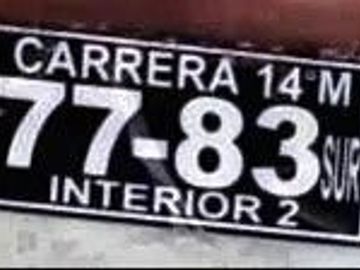 CARRERA 14°M
77-83 SUR
INTERIOR 2